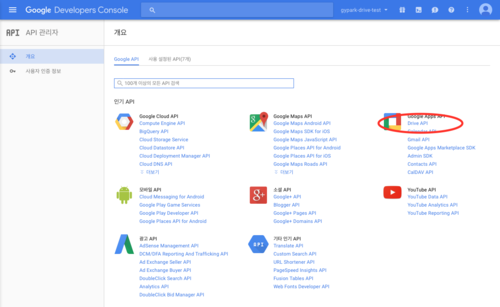 Google Developers Console
gypark-drive-test
API API 관리자
개요
개요
사용자 인증 정보
Google API 사용 설정된 API(7개)
100개 이상의 모든 API 검색
인기 API
Google Cloud API
Compute Engine API
BigQuery API
Cloud Storage Service
Cloud Datastore API
Cloud Deployment Manager API
Cloud DNS API
더보기
Google Maps API
Google Maps Android API
Google Maps SDK for iOS
Google Maps JavaScript API
Google Places API for Android
Google Places API for iOS
Google Maps Roads API
더보기
Google Apps API
Drive API
Calendar API
Gmail API
Google Apps Marketplace SDK
Admin SDK
Contacts API
CalDAV API
모바일 API
Cloud Messaging for Android
Google Play Game Services
Google Play Developer API
Google Places API for Android
소셜 API
Google+ API
Blogger API
Google+ Pages API
Google+ Domains API
YouTube API
YouTube Data API
YouTube Analytics API
YouTube Reporting API
광고 API
AdSense Management API
DCM/DFA Reporting And Trafficking API
Ad Exchange Seller API
Ad Exchange Buyer API
DoubleClick Search API
Analytics API
DoubleClick Bid Manager API
API
기타 인기 API
Translate API
Custom Search API
URL Shortener API
PageSpeed Insights API
Fusion Tables API
Web Fonts Developer API